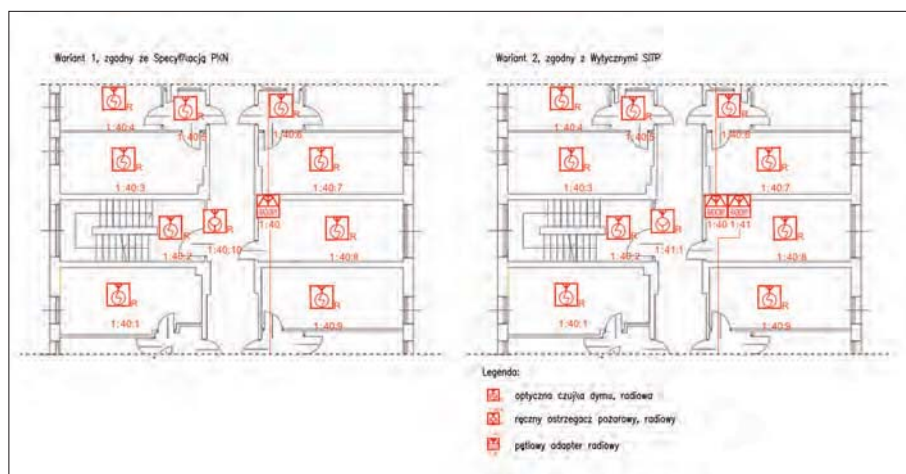 Wariant 1, zgodny ze Specyfikacją PKN
R
1:40:4
R
1:40:5
R
1:40:6
R
1:40:3
R
1:40:7
1:40
R
1:40:2
R
1:40:10
R
1:40:8
R
1:40:1
R
1:40:9
Wariant 2, zgodny z Wytycznymi SITP
R
1:40:4
R
1:40:5
R
1:40:6
R
1:40:3
R
1:40:7
1:40
1:41
R
1:40:2
R
1:41:1
R
1:40:8
R
1:40:1
R
1:40:9
Legenda:
optyczna czujka dymu, radiowa
ręczny ostrzegacz pożarowy, radiowy
pętlowy adapter radiowy